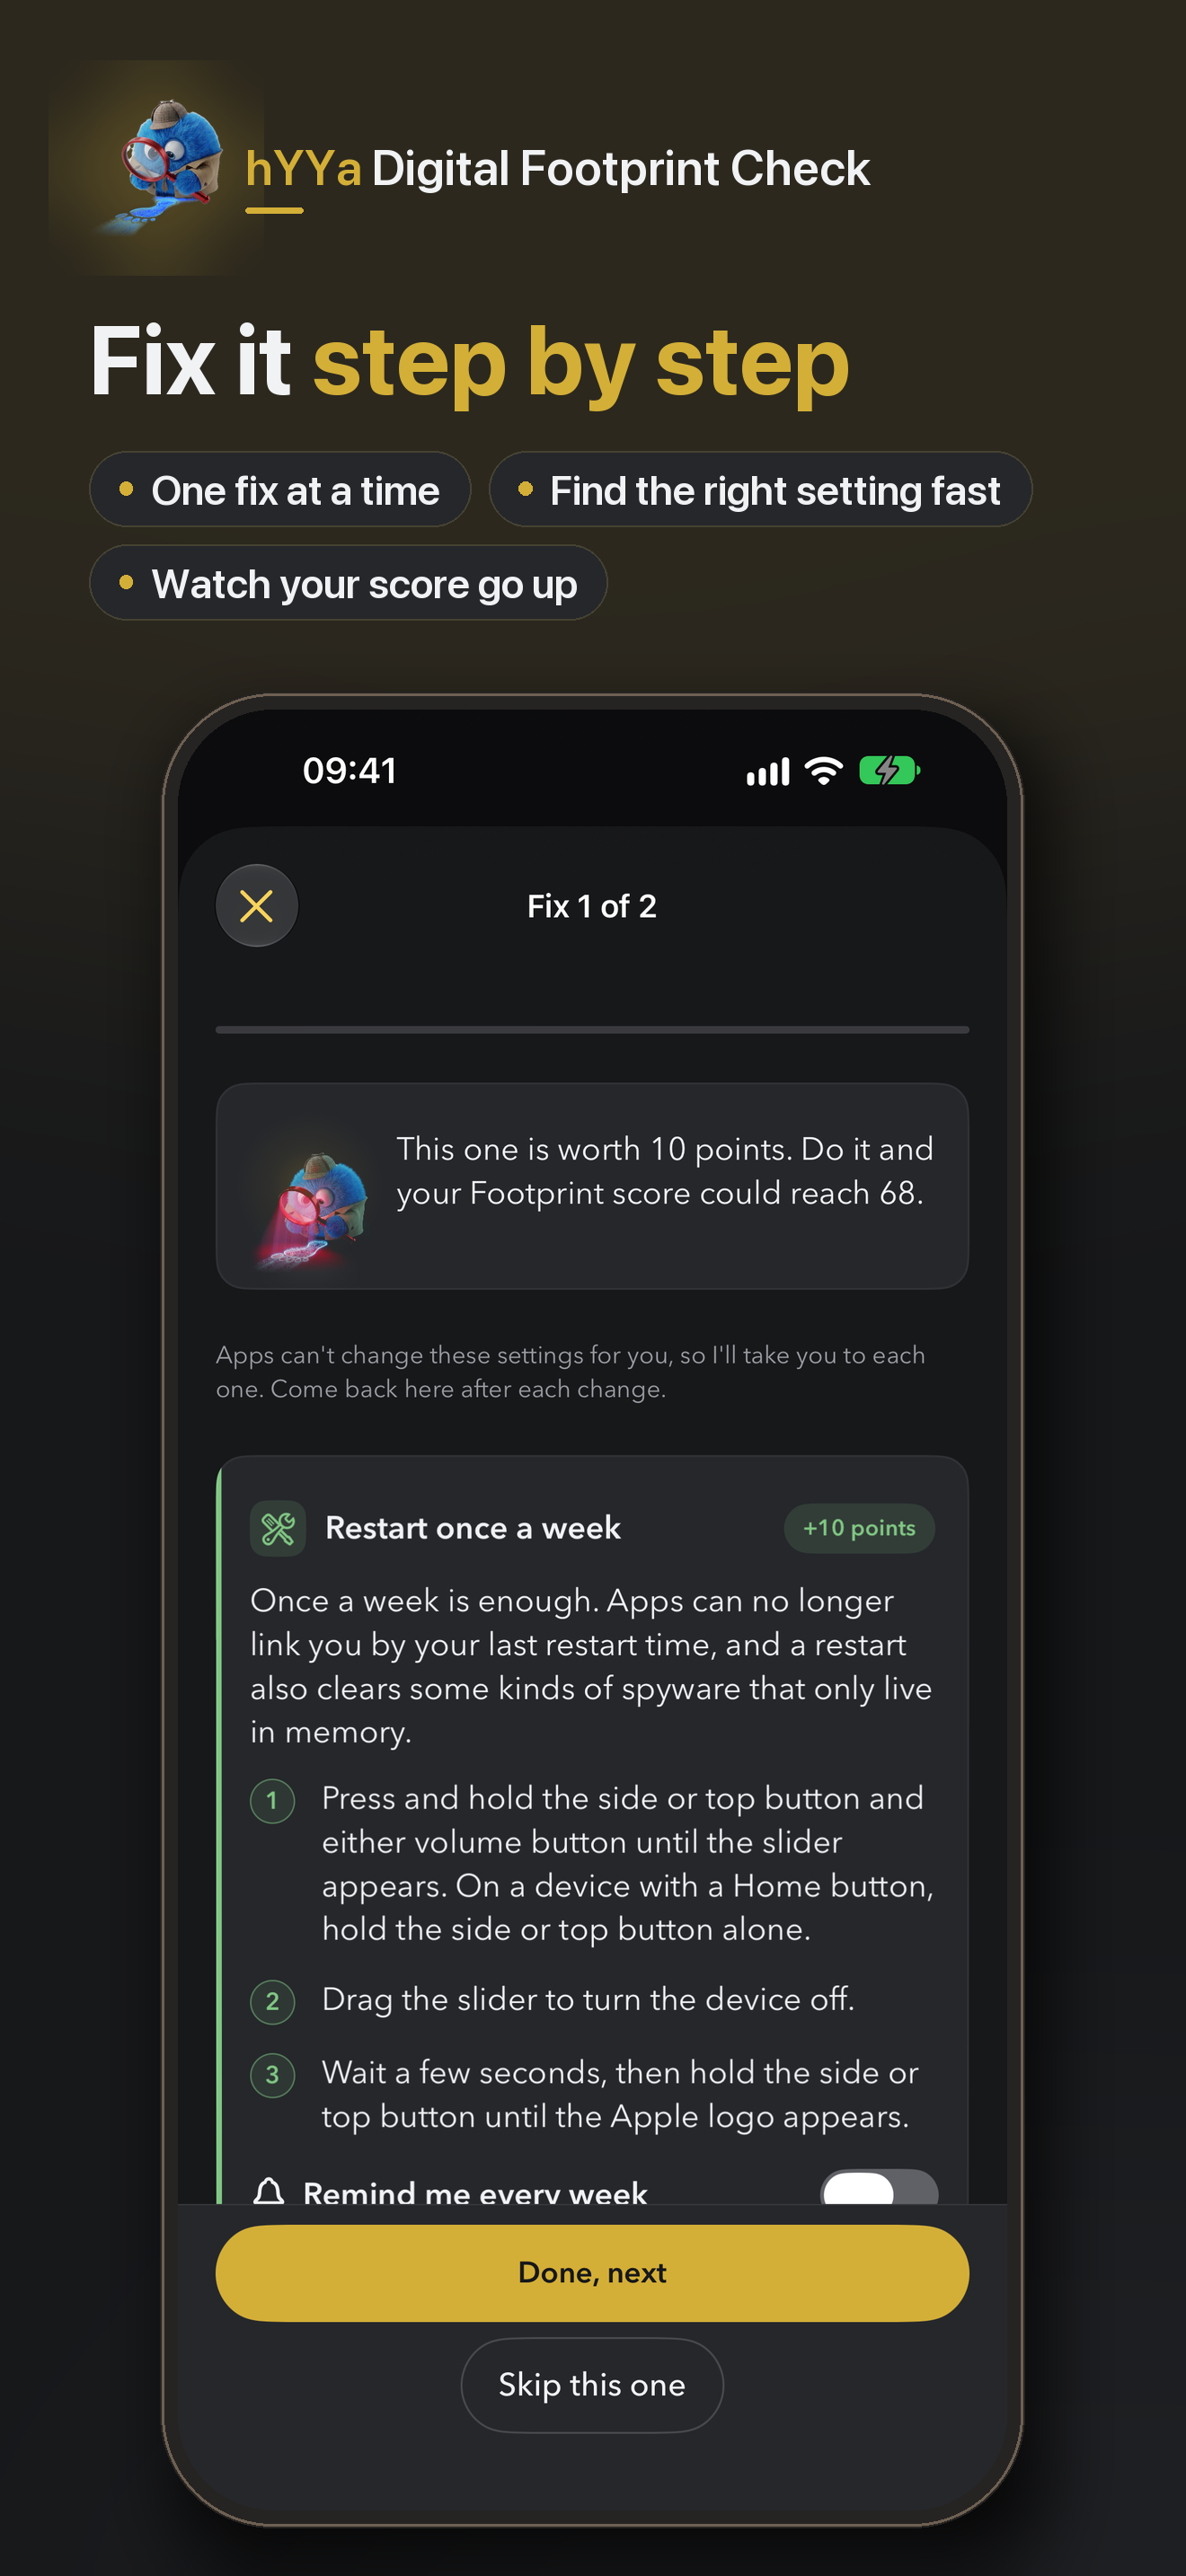 hYYa Digital Footprint Check
Fix it step by step
One fix at a time
Find the right setting fast
Watch your score go up
09:41
Fix 1 of 2
This one is worth 10 points. Do it and
your Footprint score could reach 68.
Apps can't change these settings for you, so I'll take you to each
one. Come back here after each change.
Restart once a week
+10 points
Once a week is enough. Apps can no longer
link you by your last restart time, and a restart
also clears some kinds of spyware that only live
in memory.
1
Press and hold the side or top button and
either volume button until the slider
appears. On a device with a Home button,
hold the side or top button alone.
2
Drag the slider to turn the device off.
3
Wait a few seconds, then hold the side or
top button until the Apple logo appears.
Remind me every week
Done, next
Skip this one